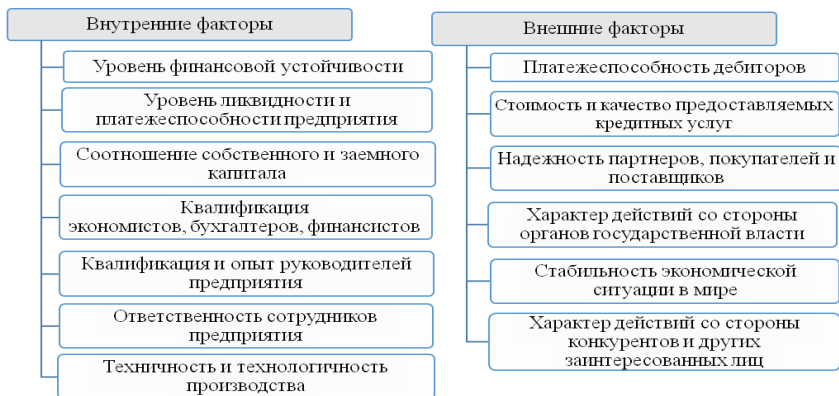 Внутренние факторы
Уровень финансовой устойчивости
Уровень ликвидности и
платежеспособности предприятия
Соотношение собственного и заемного
капитала
Квалификация
экономистов, бухгалтеров, финансистов
Квалификация и опыт руководителей
предприятия
Ответственность сотрудников
предприятия
Техничность и технологичность
производства
Внешние факторы
Платежеспособность дебиторов
Стоимость и качество предоставляемых
кредитных услуг
Надежность партнеров, покупателей и
поставщиков
Характер действий со стороны
органов государственной власти
Стабильность экономической
ситуации в мире
Характер действий со стороны
конкурентов и других
заинтересованных лиц